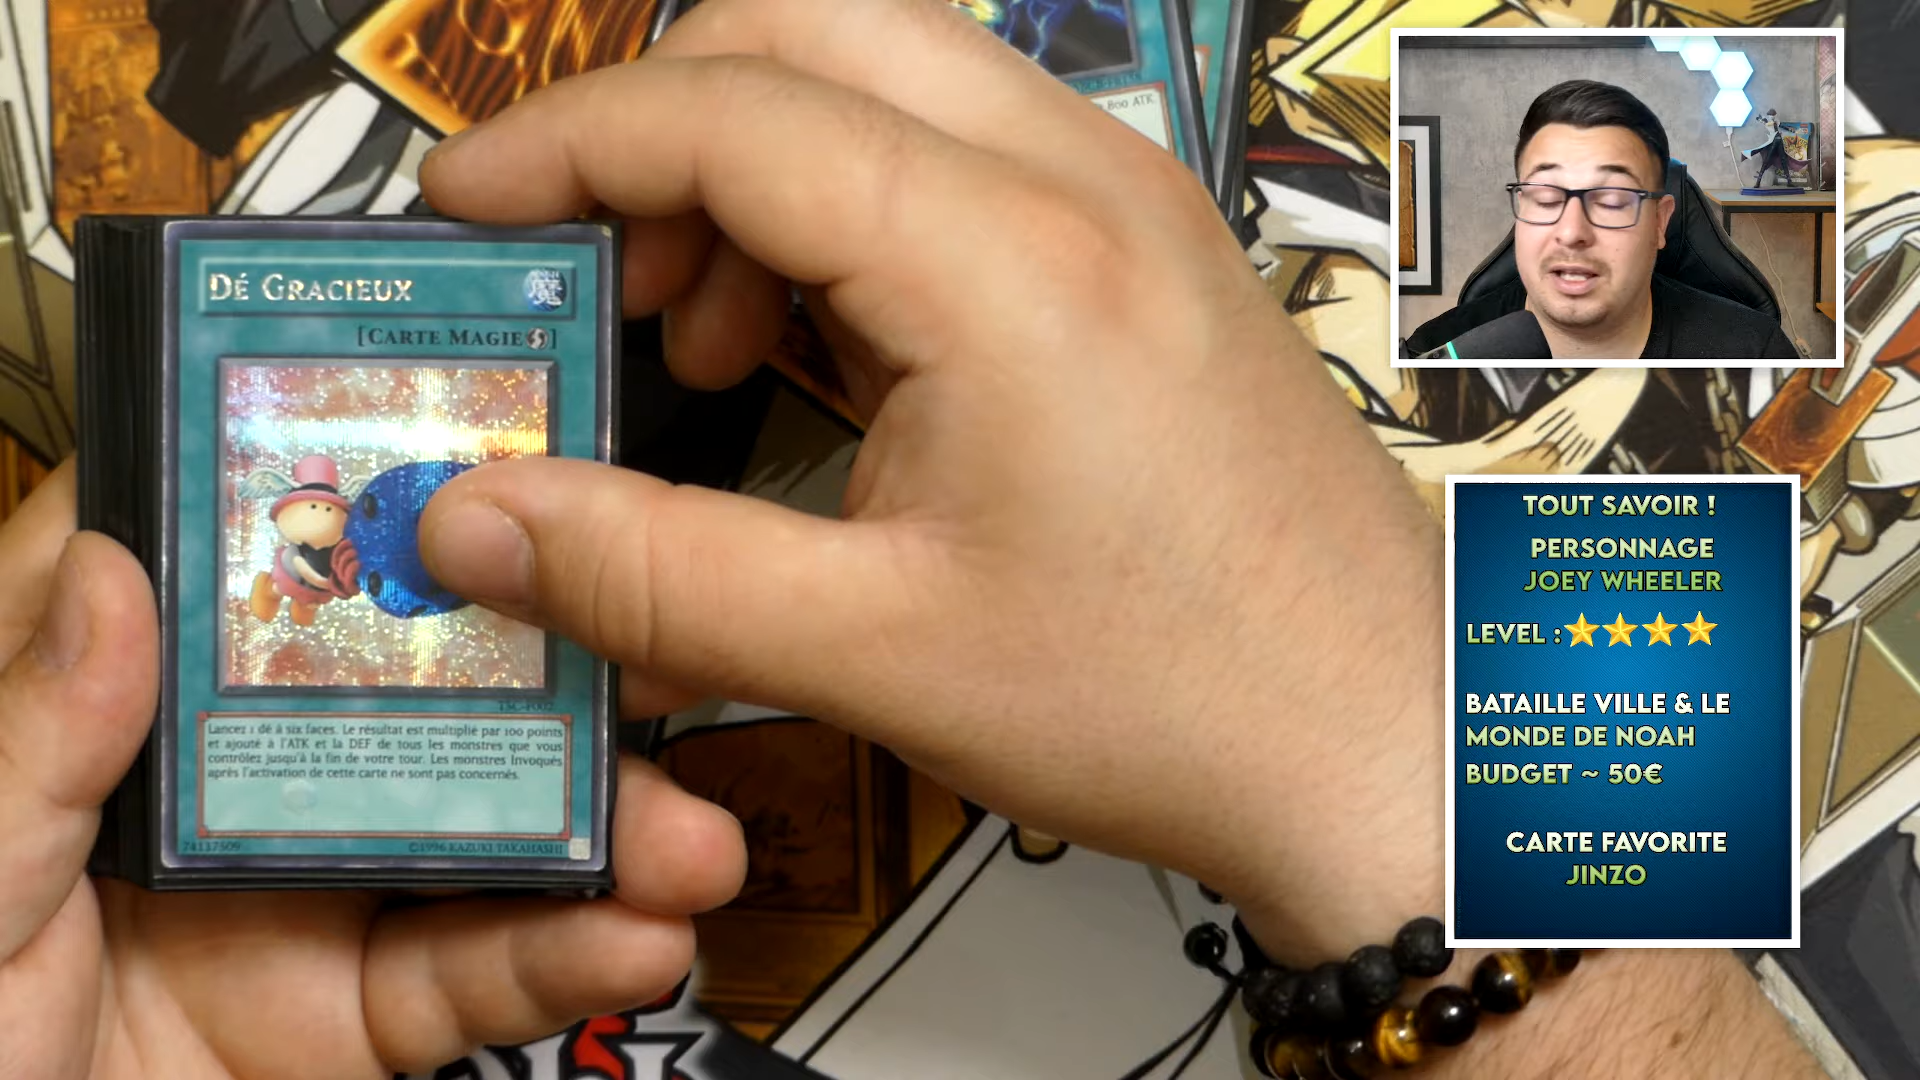 Dé Gracieux
[Carte Magie]
TSC-F002
Lancez 1 dé à six faces. Le résultat est multiplié par 100 points
et ajouté à l'ATK et la DEF de tous les monstres que vous
contrôlez jusqu'à la fin de votre tour. Les monstres Invoqués
après l'activation de cette carte ne sont pas concernés.
74137509
©1996 KAZUKI TAKAHASHI
800 ATK.
TOUT SAVOIR !
PERSONNAGE
JOEY WHEELER
LEVEL :
BATAILLE VILLE & LE
MONDE DE NOAH
BUDGET ~ 50€
CARTE FAVORITE
JINZO